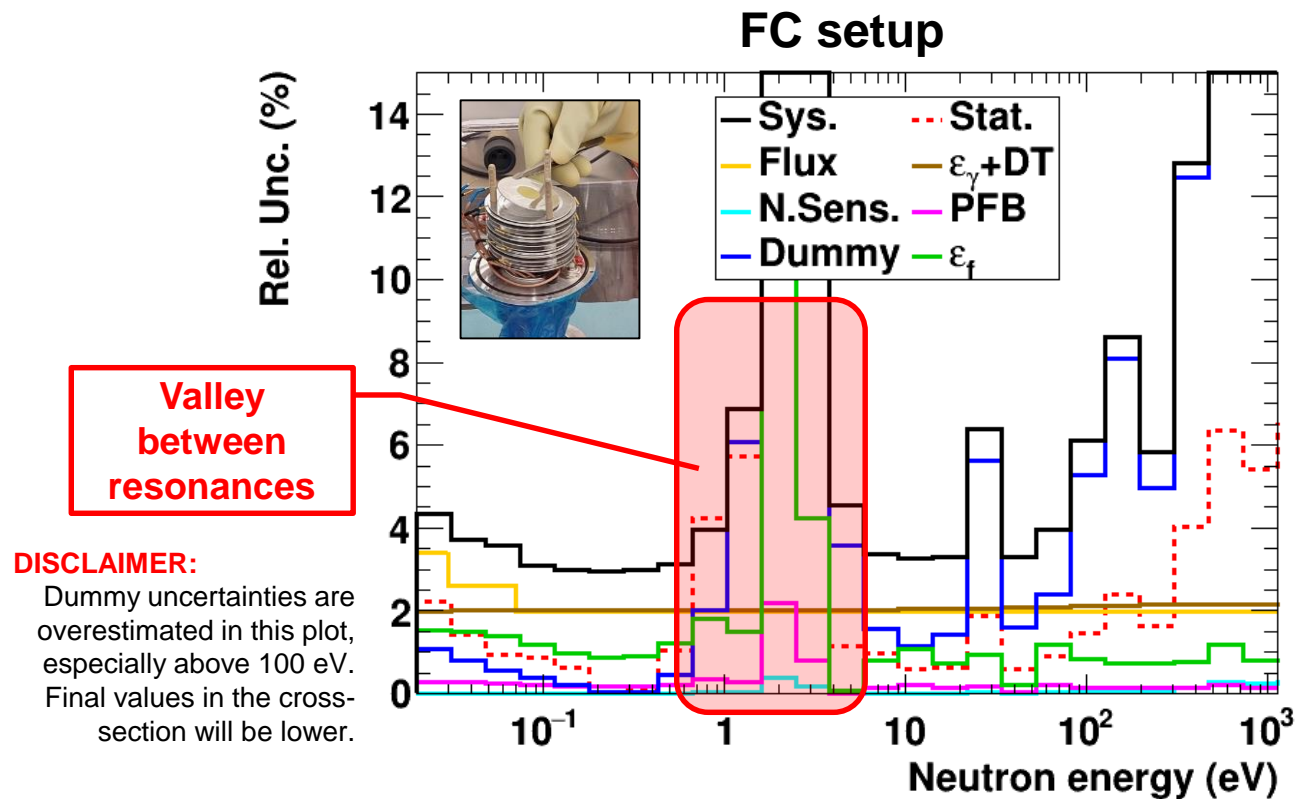 FC setup
Rel. Unc. (%)
14
12
10
8
6
4
2
0
Sys.
Stat.
Flux
εγ+DT
N.Sens.
PFB
Dummy
εf
Valley
between
resonances
DISCLAIMER:
Dummy uncertainties are
overestimated in this plot,
especially above 100 eV.
Final values in the cross-
section will be lower.
10⁻¹
1
10
10²
10³
Neutron energy (eV)